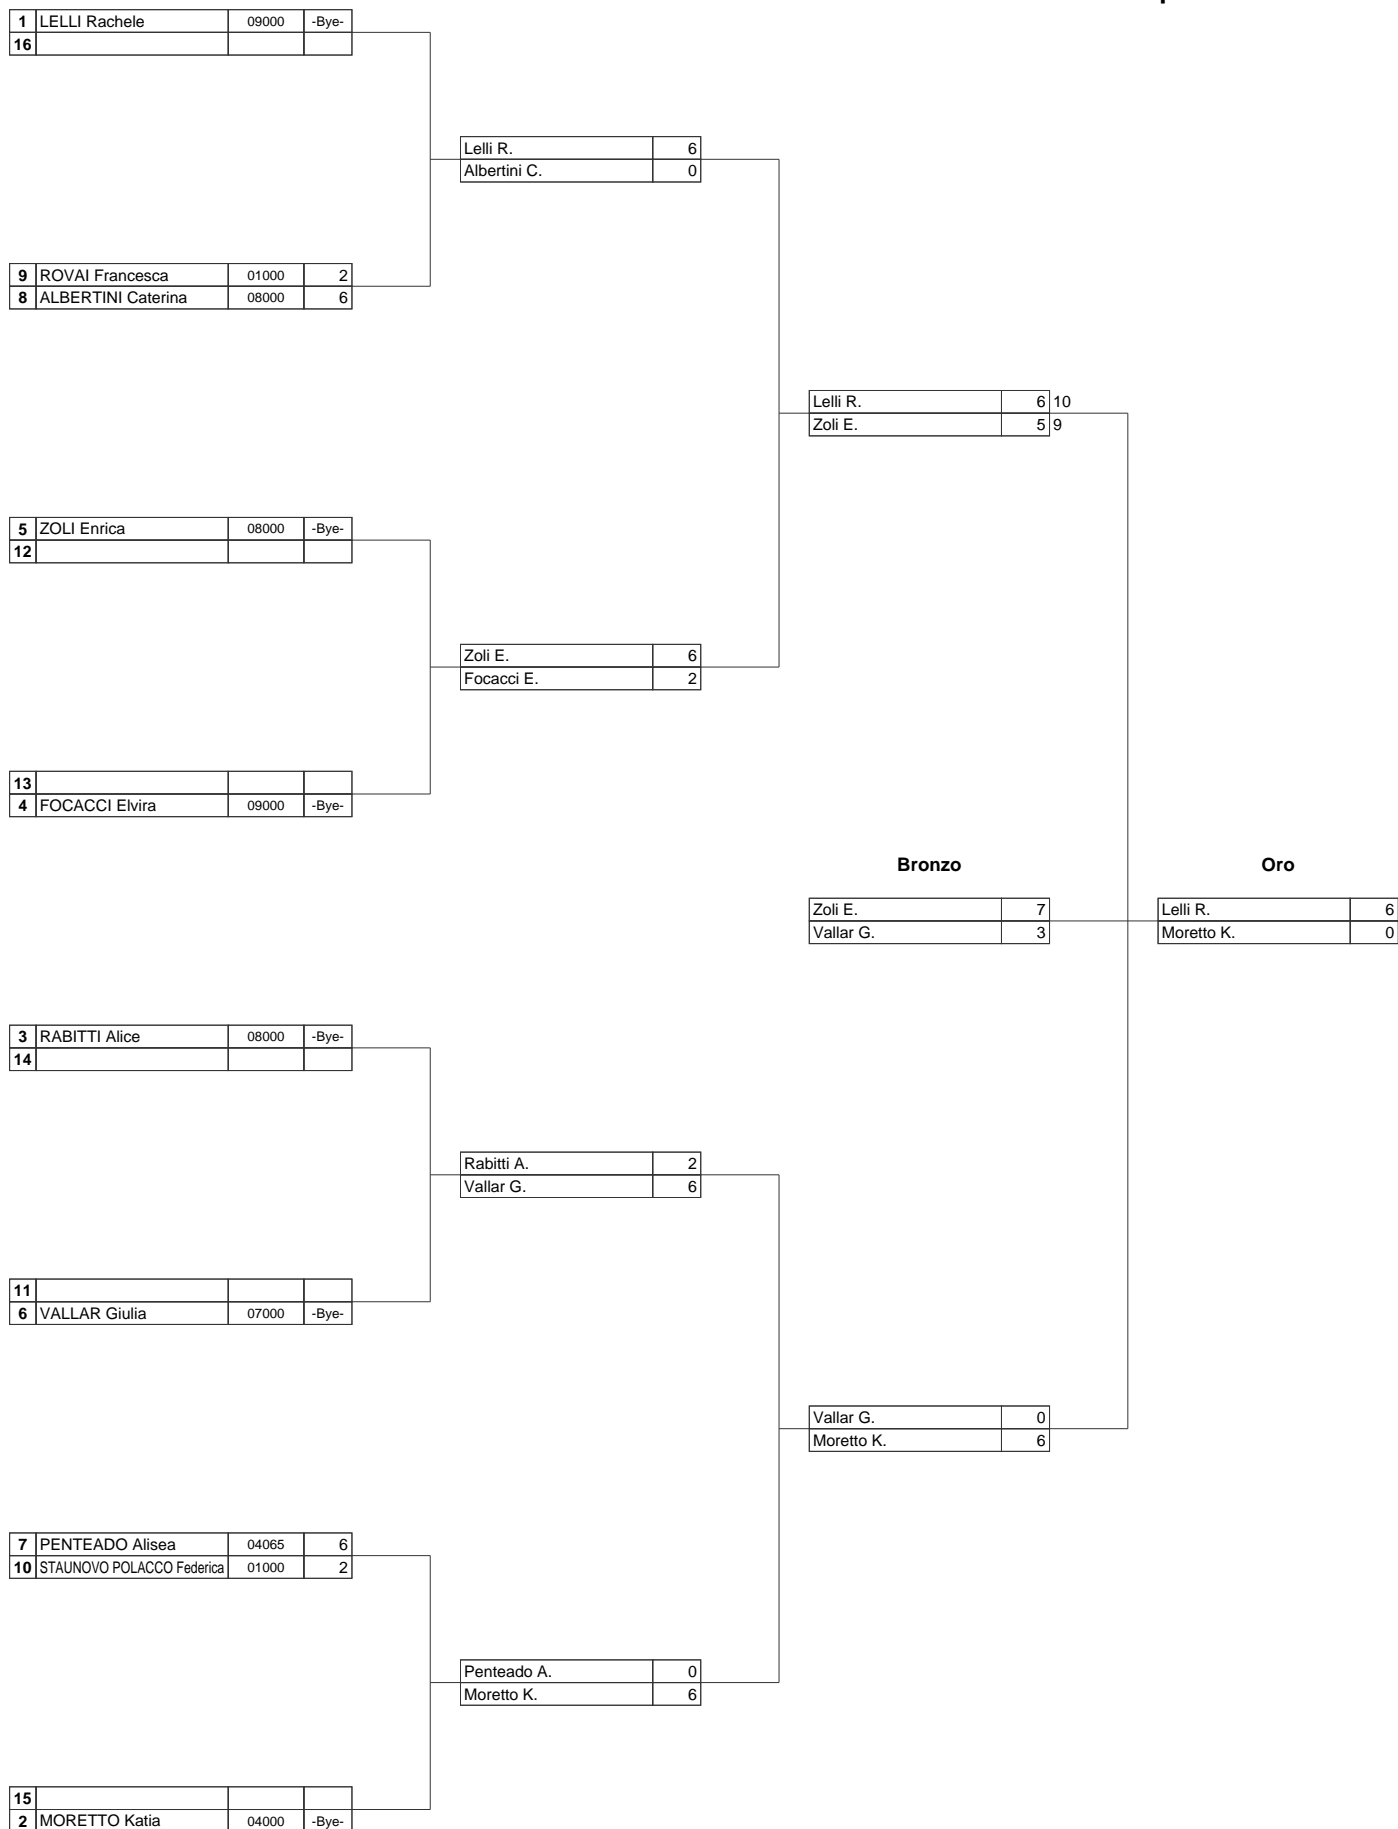 1 LELLI Rachele 09000 -Bye-
16
Lelli R. 6
Albertini C. 0
9 ROVAI Francesca 01000 2
8 ALBERTINI Caterina 08000 6
Lelli R. 6 10
Zoli E. 5 9
5 ZOLI Enrica 08000 -Bye-
12
Zoli E. 6
Focacci E. 2
13
4 FOCACCI Elvira 09000 -Bye-
Bronzo Oro
Zoli E. 7 Lelli R. 6
Vallar G. 3 Moretto K. 0
3 RABITTI Alice 08000 -Bye-
14
Rabitti A. 2
Vallar G. 6
11
6 VALLAR Giulia 07000 -Bye-
Vallar G. 0
Moretto K. 6
7 PENTEADO Alisea 04065 6
10 STAUNOVO POLACCO Federica 01000 2
Penteado A. 0
Moretto K. 6
15
2 MORETTO Katia 04000 -Bye-